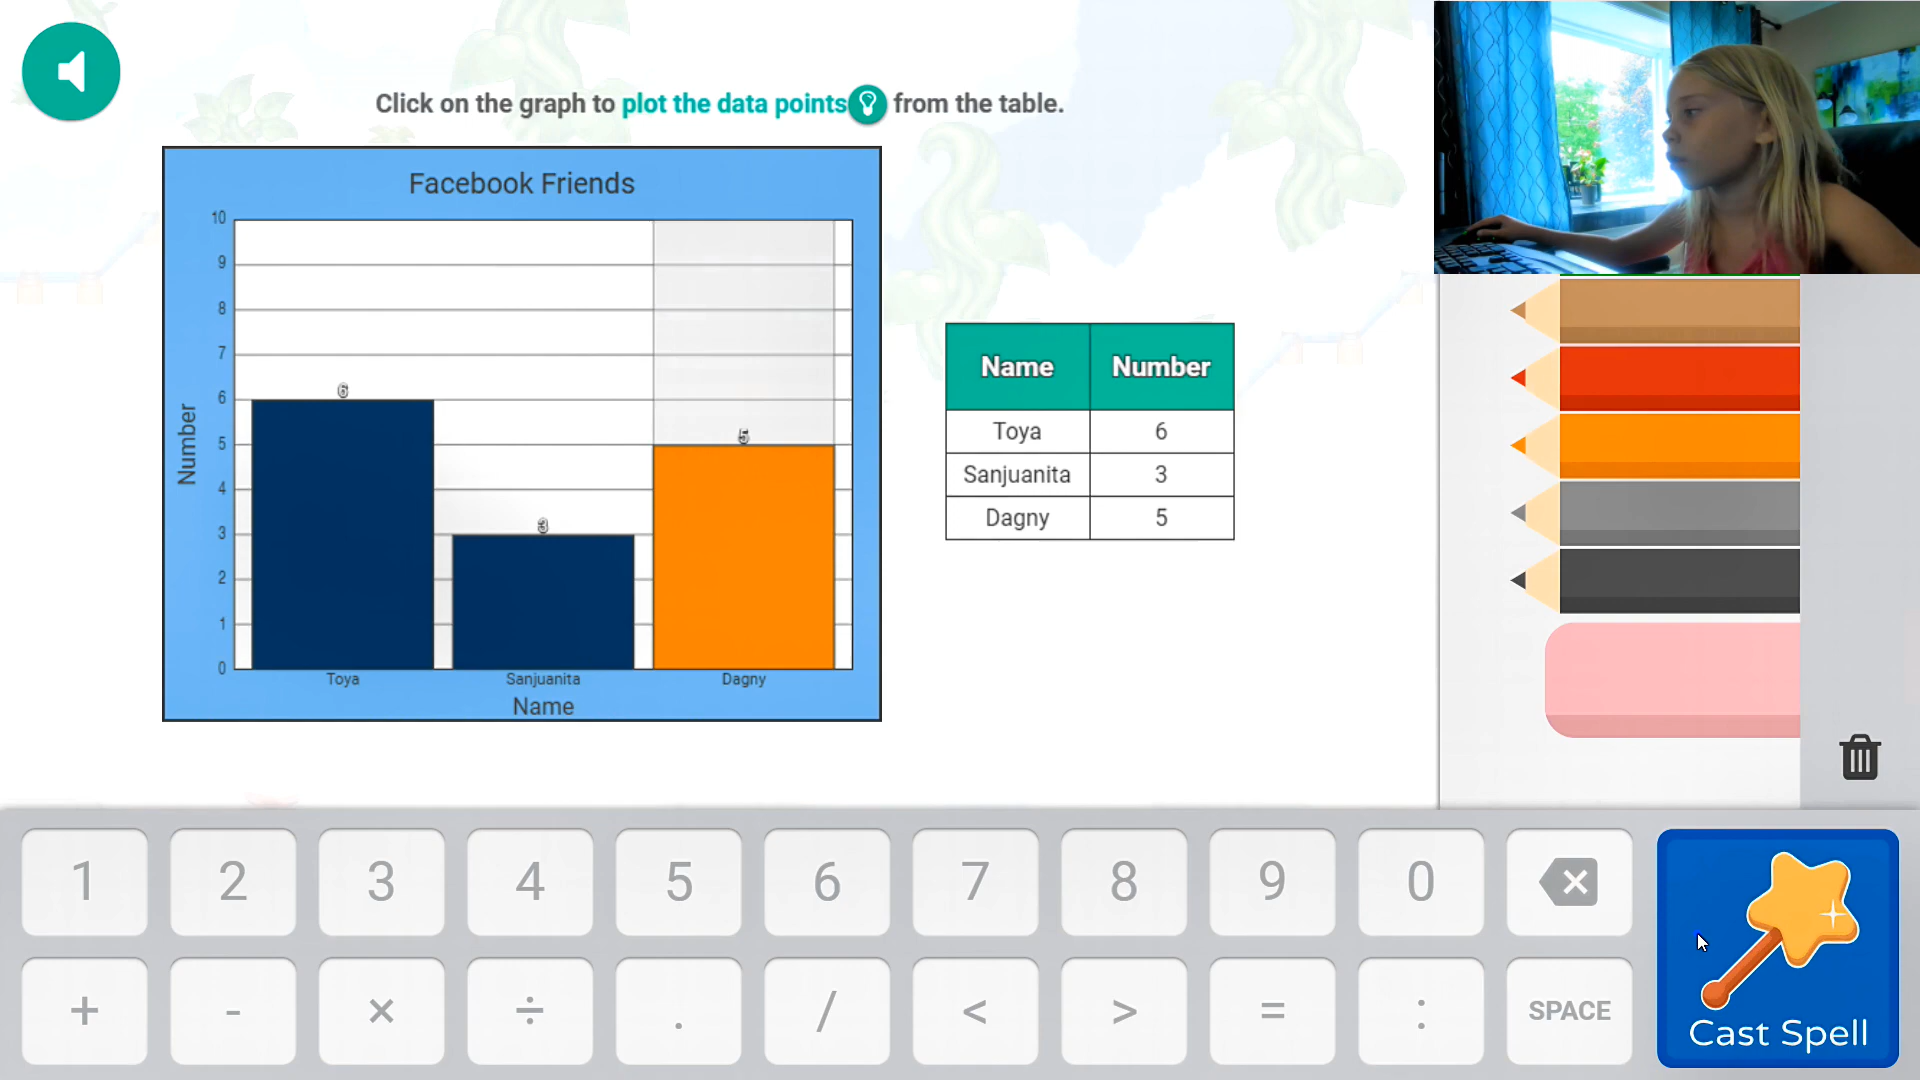 Click on the graph to plot the data points from the table.
Facebook Friends
10
9
8
7
6
5
4
3
2
1
0
Number
6
3
5
Toya Sanjuanita Dagny
Name
Name Number
Toya 6
Sanjuanita 3
Dagny 5
1 2 3 4 5 6 7 8 9 0
+ - × ÷ . / < > = : SPACE
Cast Spell